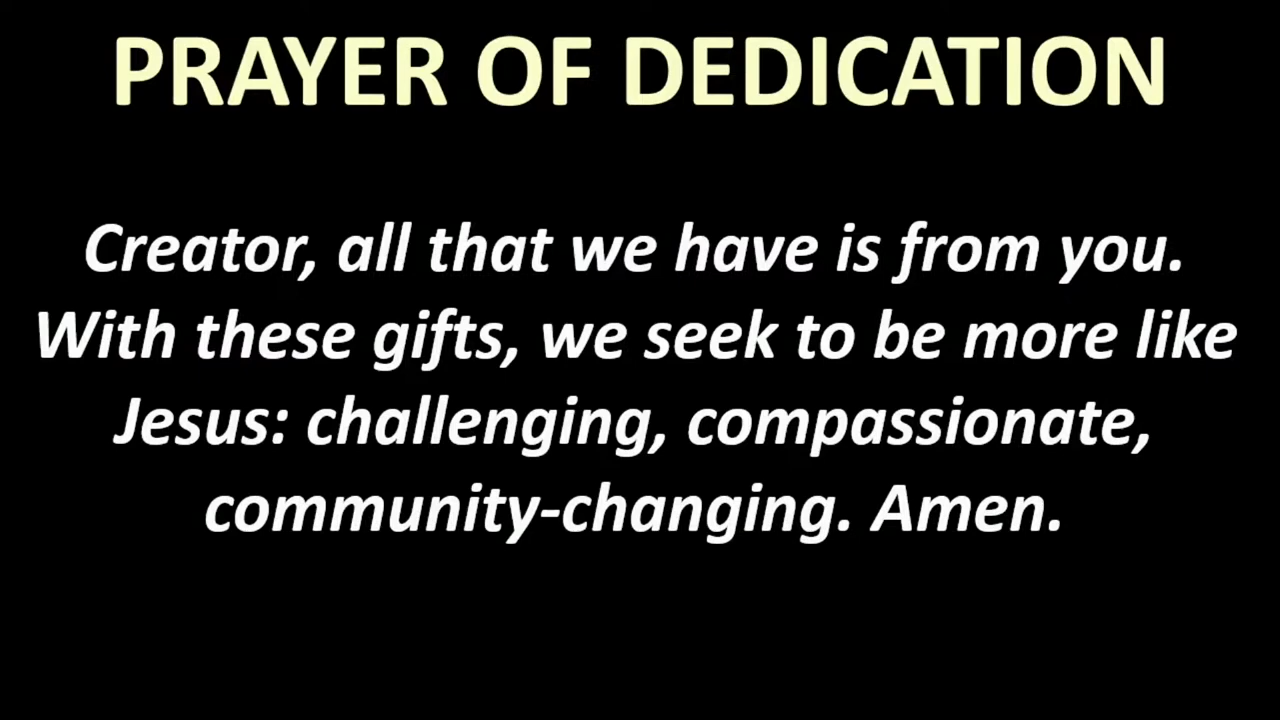 PRAYER OF DEDICATION
Creator, all that we have is from you.
With these gifts, we seek to be more like
Jesus: challenging, compassionate,
community-changing. Amen.